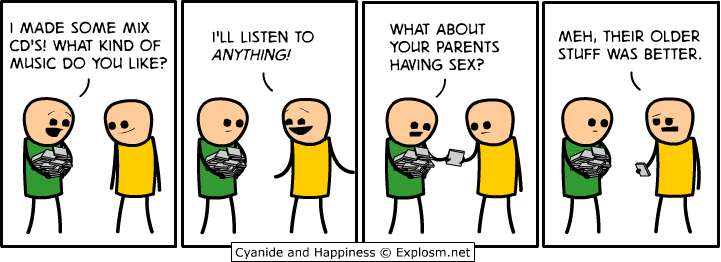 I MADE SOME MIX
CD'S! WHAT KIND OF
MUSIC DO YOU LIKE?
I'LL LISTEN TO
ANYTHING!
WHAT ABOUT
YOUR PARENTS
HAVING SEX?
MEH, THEIR OLDER
STUFF WAS BETTER.
Cyanide and Happiness © Explosm.net